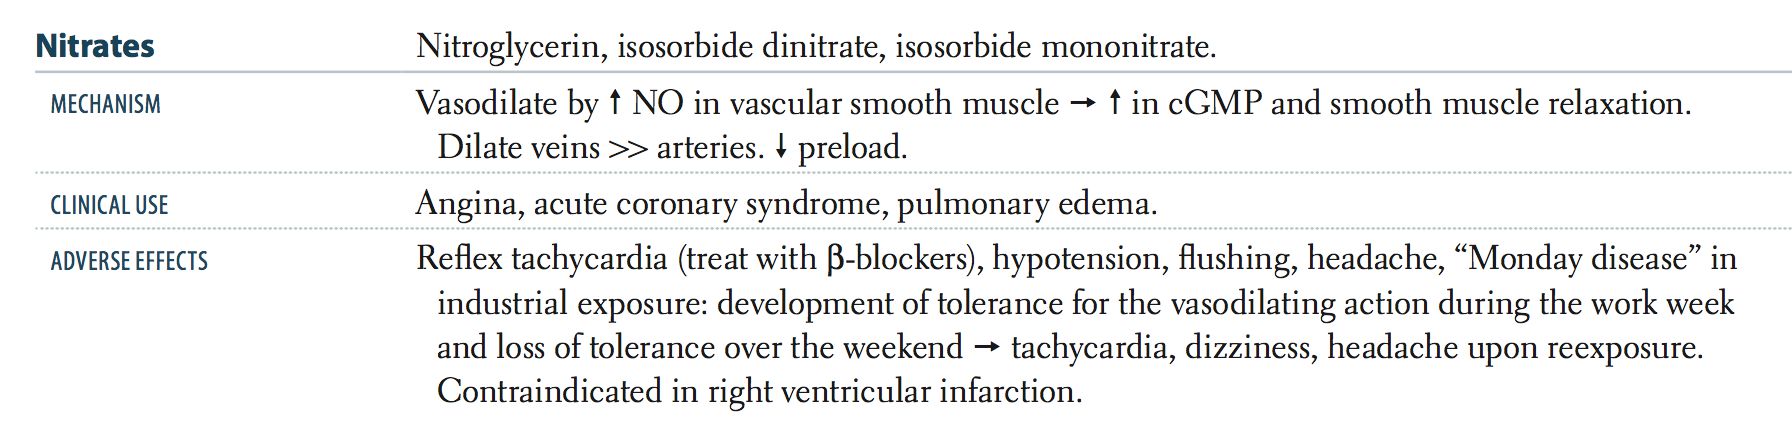 Nitrates Nitroglycerin, isosorbide dinitrate, isosorbide mononitrate.
MECHANISM Vasodilate by ↑ NO in vascular smooth muscle → ↑ in cGMP and smooth muscle relaxation.
Dilate veins >> arteries. ↓ preload.
CLINICAL USE Angina, acute coronary syndrome, pulmonary edema.
ADVERSE EFFECTS Reflex tachycardia (treat with β-blockers), hypotension, flushing, headache, “Monday disease” in
industrial exposure: development of tolerance for the vasodilating action during the work week
and loss of tolerance over the weekend → tachycardia, dizziness, headache upon reexposure.
Contraindicated in right ventricular infarction.